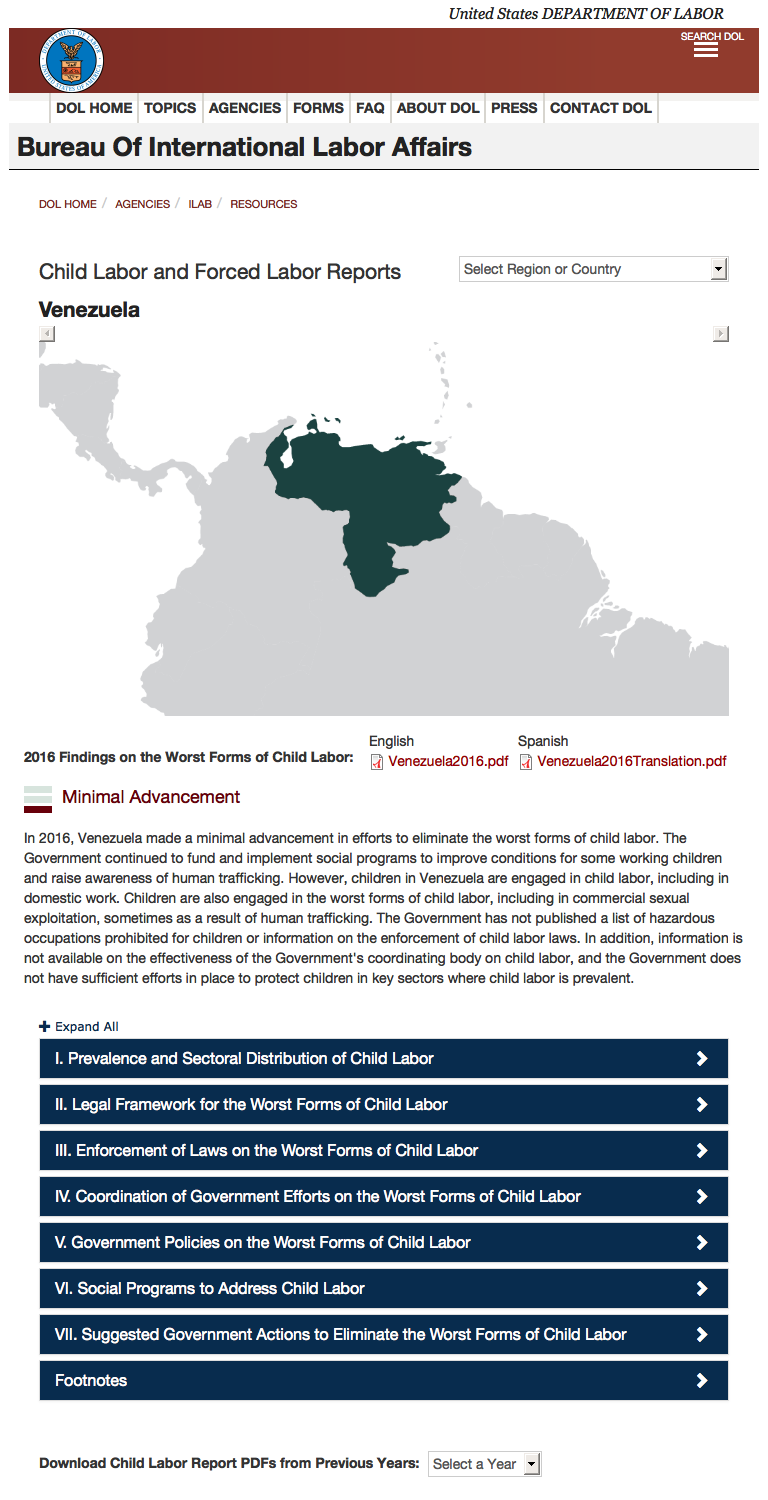 United States DEPARTMENT OF LABOR
SEARCH DOL
DOL HOME TOPICS AGENCIES FORMS FAQ ABOUT DOL PRESS CONTACT DOL
Bureau Of International Labor Affairs
DOL HOME / AGENCIES / ILAB / RESOURCES
Child Labor and Forced Labor Reports
Select Region or Country
Venezuela
English Spanish
2016 Findings on the Worst Forms of Child Labor: Venezuela2016.pdf Venezuela2016Translation.pdf
Minimal Advancement
In 2016, Venezuela made a minimal advancement in efforts to eliminate the worst forms of child labor. The
Government continued to fund and implement social programs to improve conditions for some working children
and raise awareness of human trafficking. However, children in Venezuela are engaged in child labor, including in
domestic work. Children are also engaged in the worst forms of child labor, including in commercial sexual
exploitation, sometimes as a result of human trafficking. The Government has not published a list of hazardous
occupations prohibited for children or information on the enforcement of child labor laws. In addition, information is
not available on the effectiveness of the Government's coordinating body on child labor, and the Government does
not have sufficient efforts in place to protect children in key sectors where child labor is prevalent.
Expand All
I. Prevalence and Sectoral Distribution of Child Labor
II. Legal Framework for the Worst Forms of Child Labor
III. Enforcement of Laws on the Worst Forms of Child Labor
IV. Coordination of Government Efforts on the Worst Forms of Child Labor
V. Government Policies on the Worst Forms of Child Labor
VI. Social Programs to Address Child Labor
VII. Suggested Government Actions to Eliminate the Worst Forms of Child Labor
Footnotes
Download Child Labor Report PDFs from Previous Years: Select a Year